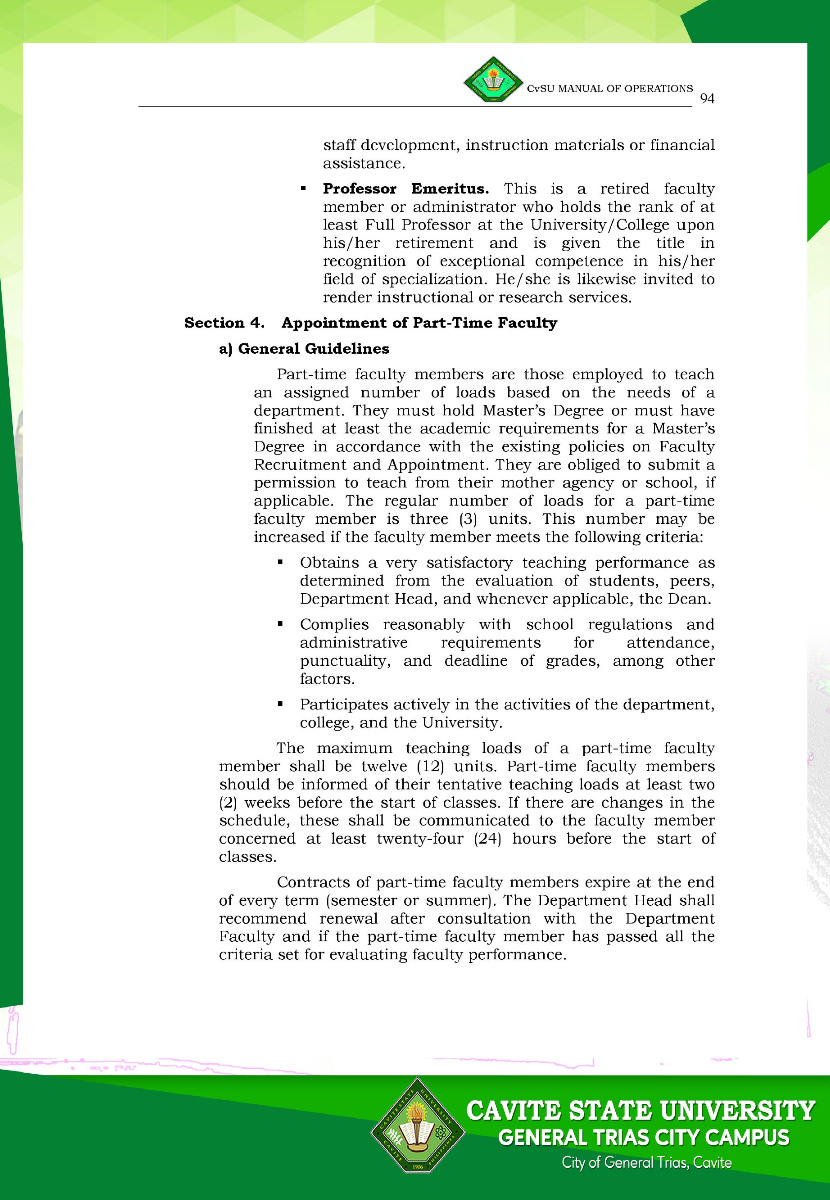 CvSU MANUAL OF OPERATIONS
94
staff development, instruction materials or financial
assistance.
▪ Professor Emeritus. This is a retired faculty
member or administrator who holds the rank of at
least Full Professor at the University/College upon
his/her retirement and is given the title in
recognition of exceptional competence in his/her
field of specialization. He/she is likewise invited to
render instructional or research services.
Section 4. Appointment of Part-Time Faculty
a) General Guidelines
Part-time faculty members are those employed to teach
an assigned number of loads based on the needs of a
department. They must hold Master's Degree or must have
finished at least the academic requirements for a Master's
Degree in accordance with the existing policies on Faculty
Recruitment and Appointment. They are obliged to submit a
permission to teach from their mother agency or school, if
applicable. The regular number of loads for a part-time
faculty member is three (3) units. This number may be
increased if the faculty member meets the following criteria:
▪ Obtains a very satisfactory teaching performance as
determined from the evaluation of students, peers,
Department Head, and whenever applicable, the Dean.
▪ Complies reasonably with school regulations and
administrative requirements for attendance,
punctuality, and deadline of grades, among other
factors.
▪ Participates actively in the activities of the department,
college, and the University.
The maximum teaching loads of a part-time faculty
member shall be twelve (12) units. Part-time faculty members
should be informed of their tentative teaching loads at least two
(2) weeks before the start of classes. If there are changes in the
schedule, these shall be communicated to the faculty member
concerned at least twenty-four (24) hours before the start of
classes.
Contracts of part-time faculty members expire at the end
of every term (semester or summer). The Department Head shall
recommend renewal after consultation with the Department
Faculty and if the part-time faculty member has passed all the
criteria set for evaluating faculty performance.
1906
CAVITE STATE UNIVERSITY
GENERAL TRIAS CITY CAMPUS
City of General Trias, Cavite